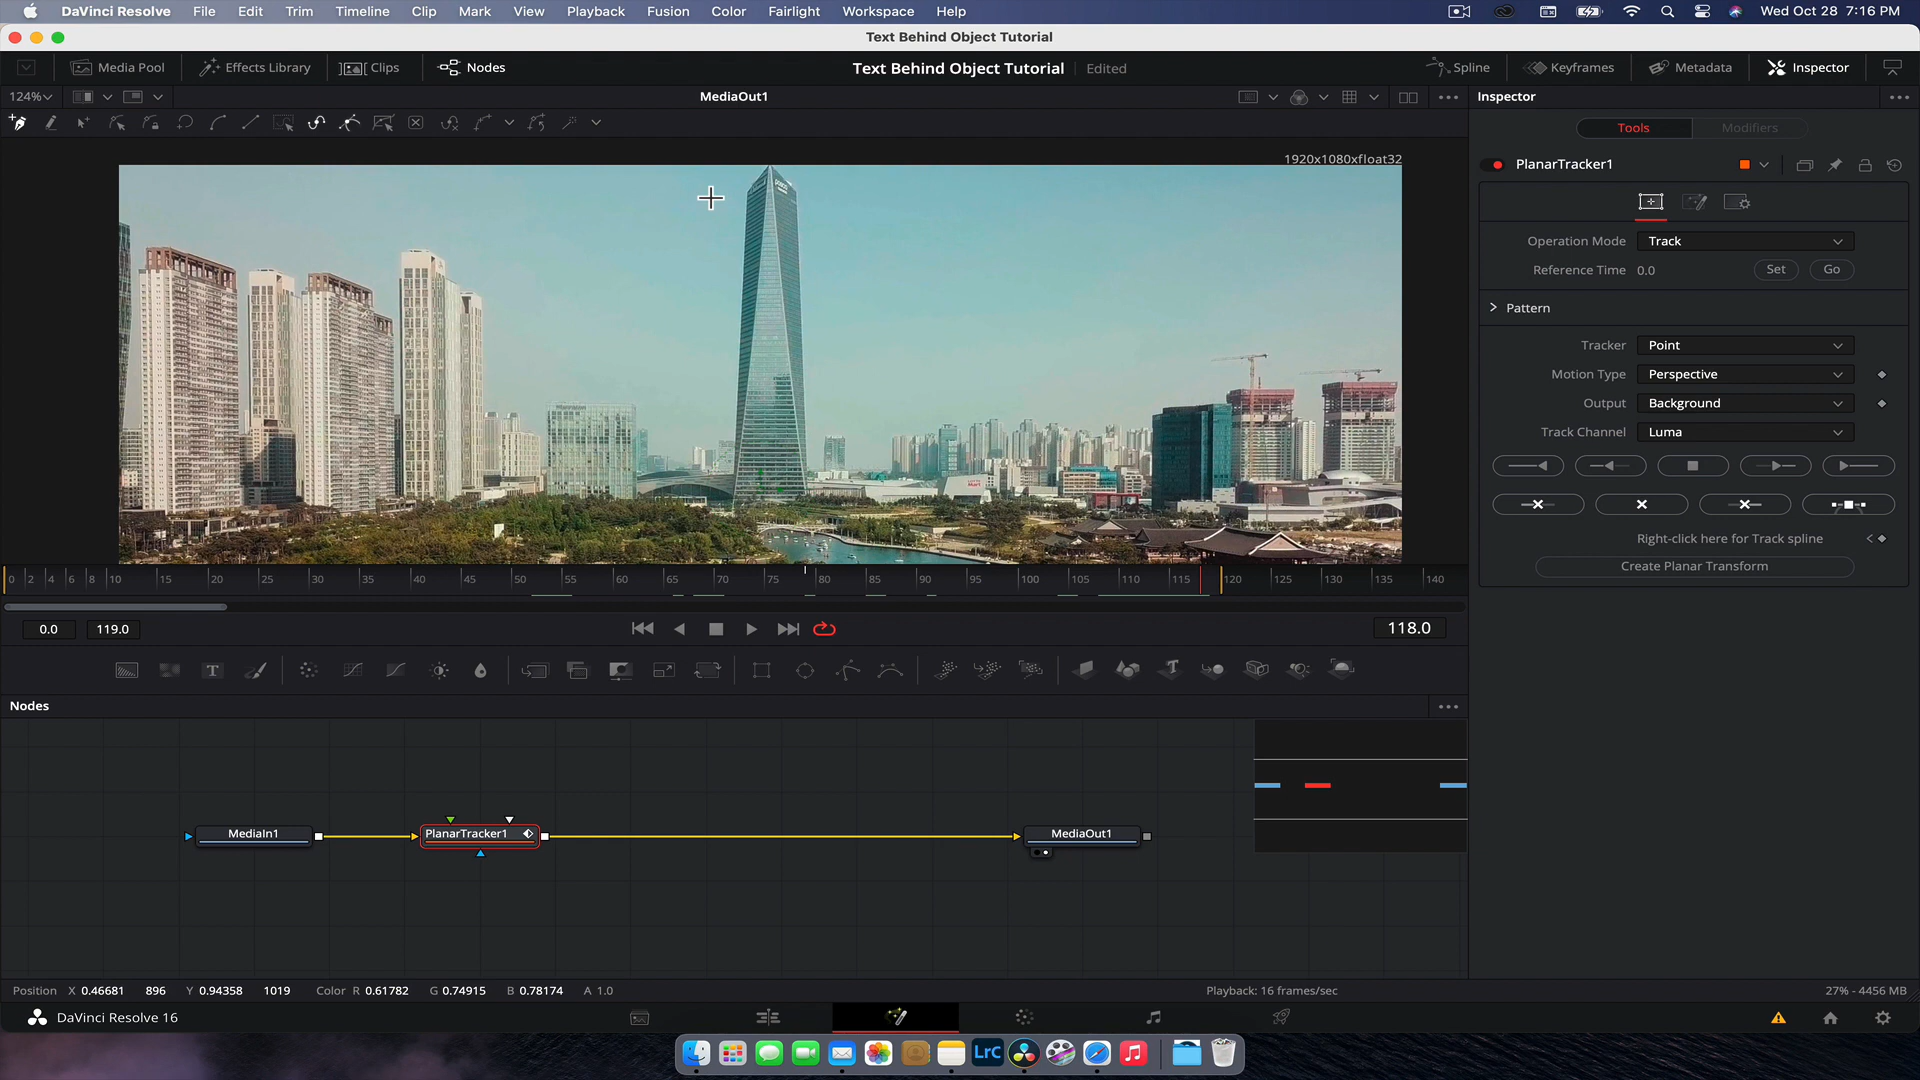 DaVinci Resolve File Edit Trim Timeline Clip Mark View Playback Fusion Color Fairlight Workspace Help Wed Oct 28 7:16 PM
Text Behind Object Tutorial
Media Pool Effects Library Clips Nodes Text Behind Object Tutorial Edited Spline Keyframes Metadata Inspector
124% MediaOut1 Inspector
Tools Modifiers
1920x1080xfloat32
PlanarTracker1
Operation Mode Track
Reference Time 0.0 Set Go
Pattern
Tracker Point
Motion Type Perspective
Output Background
Track Channel Luma
Right-click here for Track spline
Create Planar Transform
0 2 4 6 8 10 15 20 25 30 35 40 45 50 55 60 65 70 75 80 85 90 95 100 105 110 115 120 125 130 135 140
0.0 119.0 118.0
Nodes
MediaIn1 PlanarTracker1 MediaOut1
Position X 0.46681 896 Y 0.94358 1019 Color R 0.61782 G 0.74915 B 0.78174 A 1.0 Playback: 16 frames/sec 27% - 4456 MB
DaVinci Resolve 16
LrC